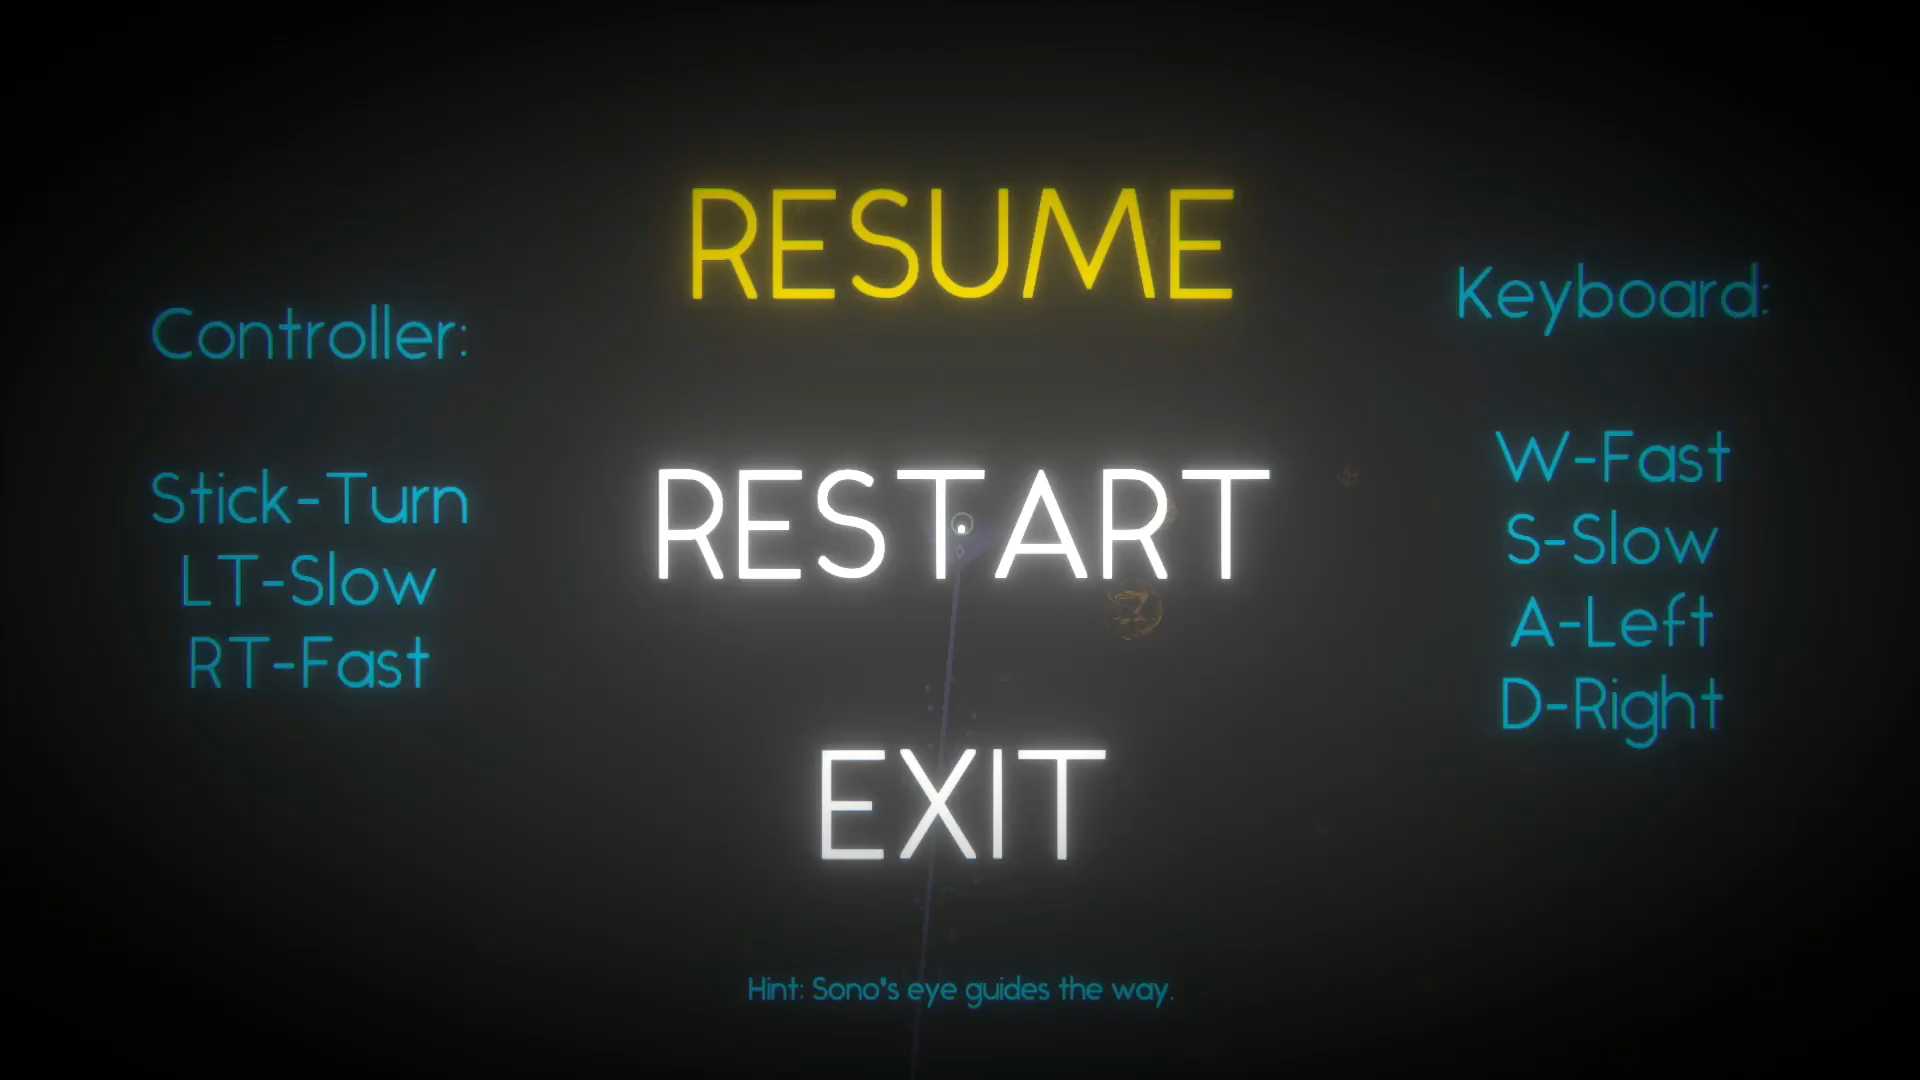 RESUME
RESTART
EXIT
Controller:
Stick-Turn
LT-Slow
RT-Fast
Keyboard:
W-Fast
S-Slow
A-Left
D-Right
Hint: Sono's eye guides the way.